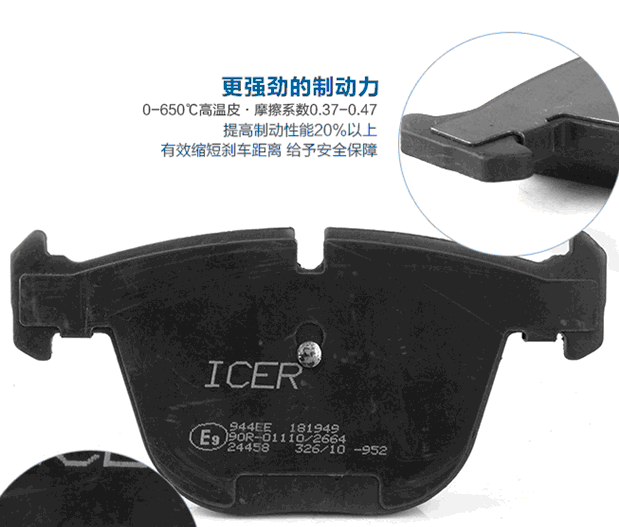 更强劲的制动力
0-650℃高温皮·摩擦系数0.37-0.47
提高制动性能20%以上
有效缩短刹车距离 给予安全保障
ICER
E9
944EE 181949
90R-01110/2664
24458 326/10 -952